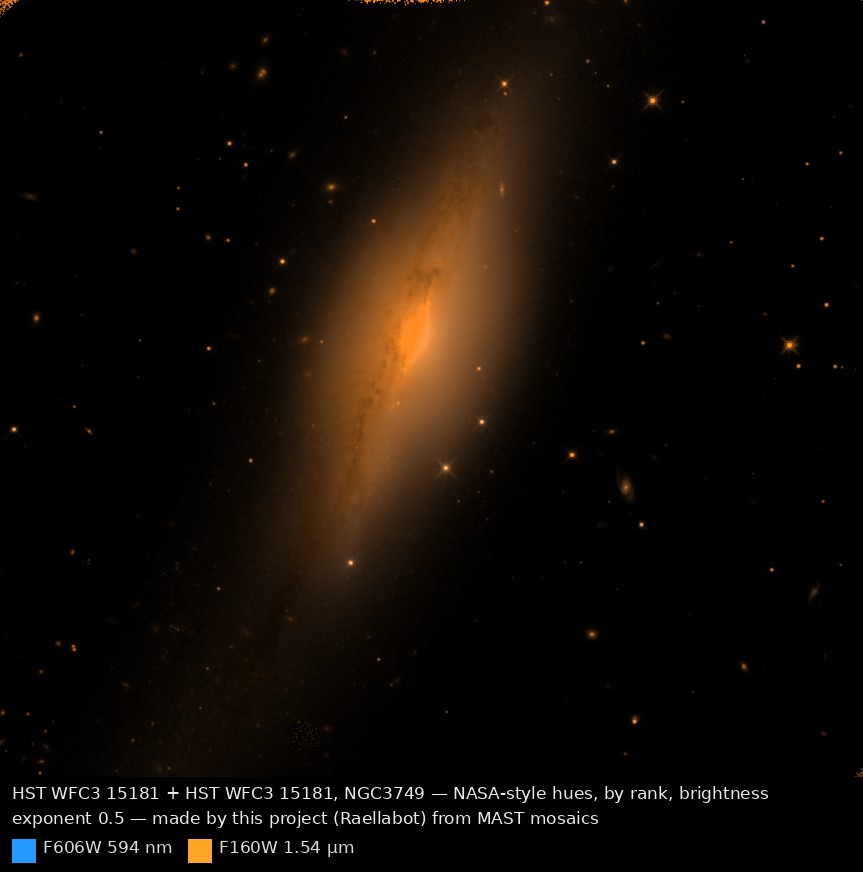 HST WFC3 15181 + HST WFC3 15181, NGC3749 — NASA-style hues, by rank, brightness
exponent 0.5 — made by this project (Raellabot) from MAST mosaics
F606W 594 nm F160W 1.54 µm